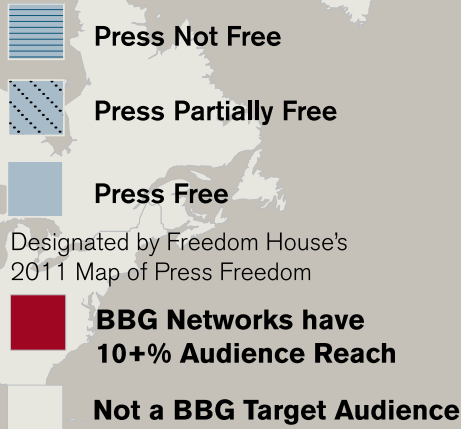 Press Not Free
Press Partially Free
Press Free
Designated by Freedom House's
2011 Map of Press Freedom
BBG Networks have
10+% Audience Reach
Not a BBG Target Audience